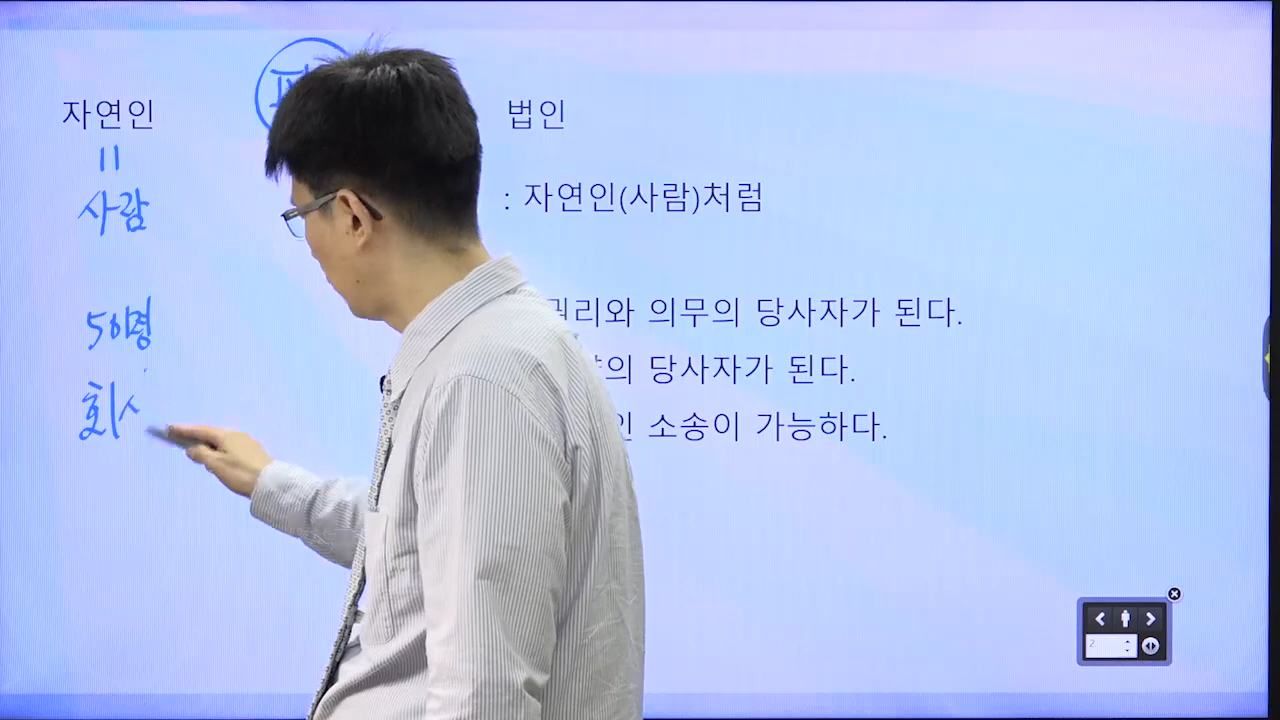 자연인
법인
||
사람
: 자연인(사람)처럼
50명
권리와 의무의 당사자가 된다.
회사
의 당사자가 된다.
인 소송이 가능하다.
2